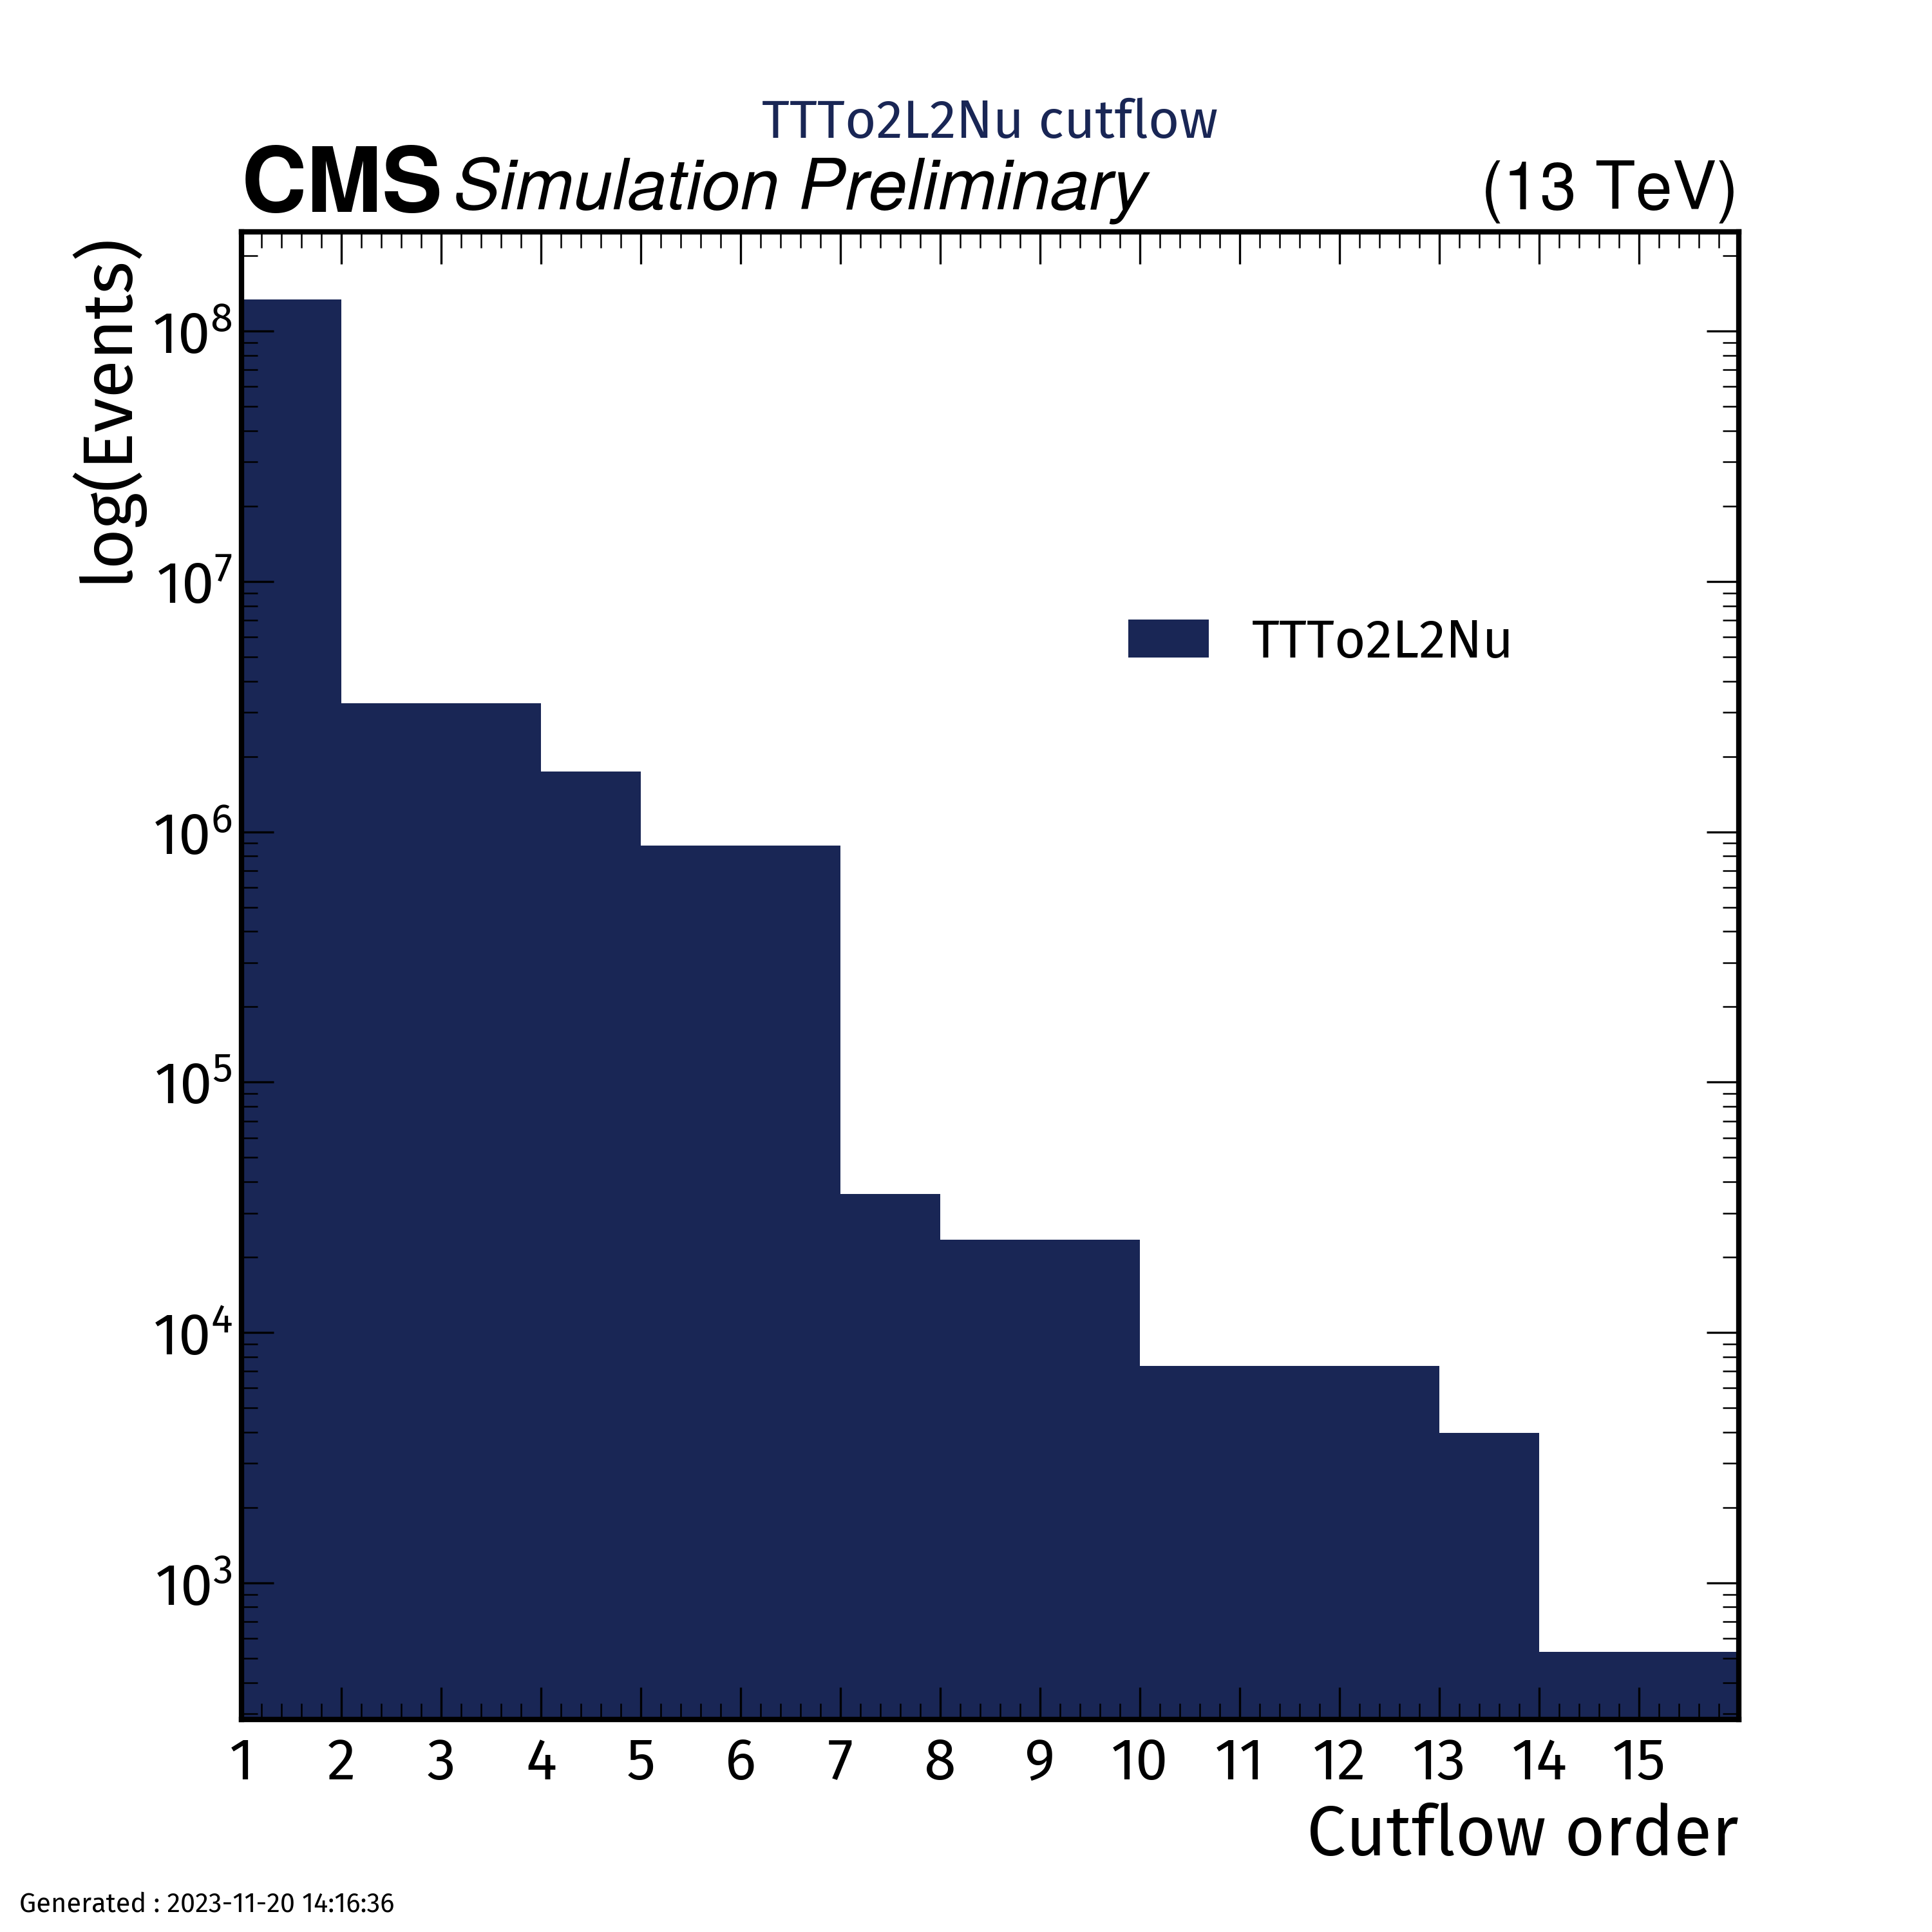 TTTo2L2Nu cutflow
CMS Simulation Preliminary (13 TeV)
log(Events)
10^8
10^7
10^6
10^5
10^4
10^3
TTTo2L2Nu
1 2 3 4 5 6 7 8 9 10 11 12 13 14 15
Cutflow order
Generated : 2023-11-20 14:16:36